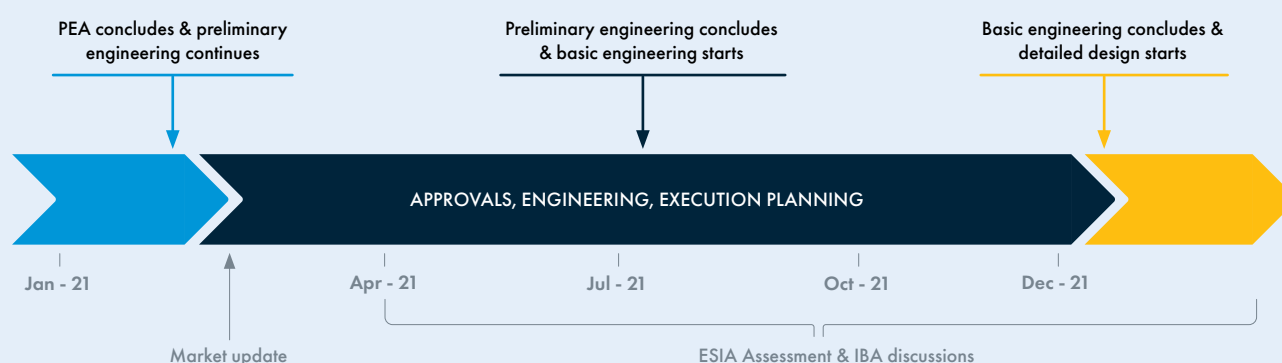 PEA concludes & preliminary
engineering continues
Preliminary engineering concludes
& basic engineering starts
Basic engineering concludes &
detailed design starts
APPROVALS, ENGINEERING, EXECUTION PLANNING
Jan - 21
Apr - 21
Jul - 21
Oct - 21
Dec - 21
Market update
ESIA Assessment & IBA discussions